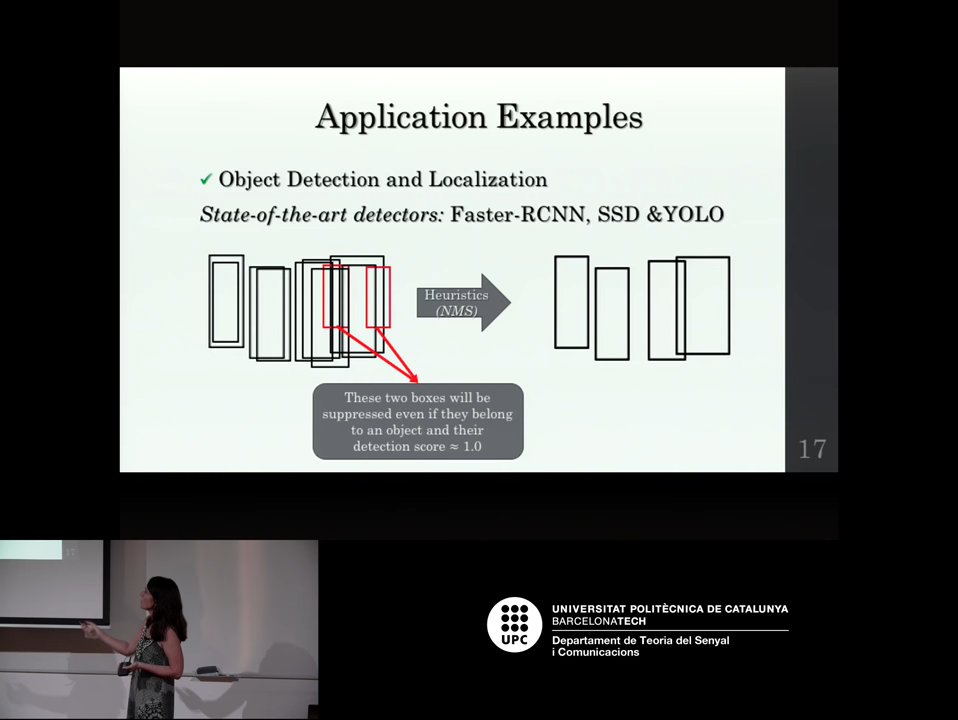 Application Examples
✓ Object Detection and Localization
State-of-the-art detectors: Faster-RCNN, SSD &YOLO
Heuristics
(NMS)
These two boxes will be
suppressed even if they belong
to an object and their
detection score ≈ 1.0
17
17
UPC
UNIVERSITAT POLITÈCNICA DE CATALUNYA
BARCELONATECH
Departament de Teoria del Senyal
i Comunicacions